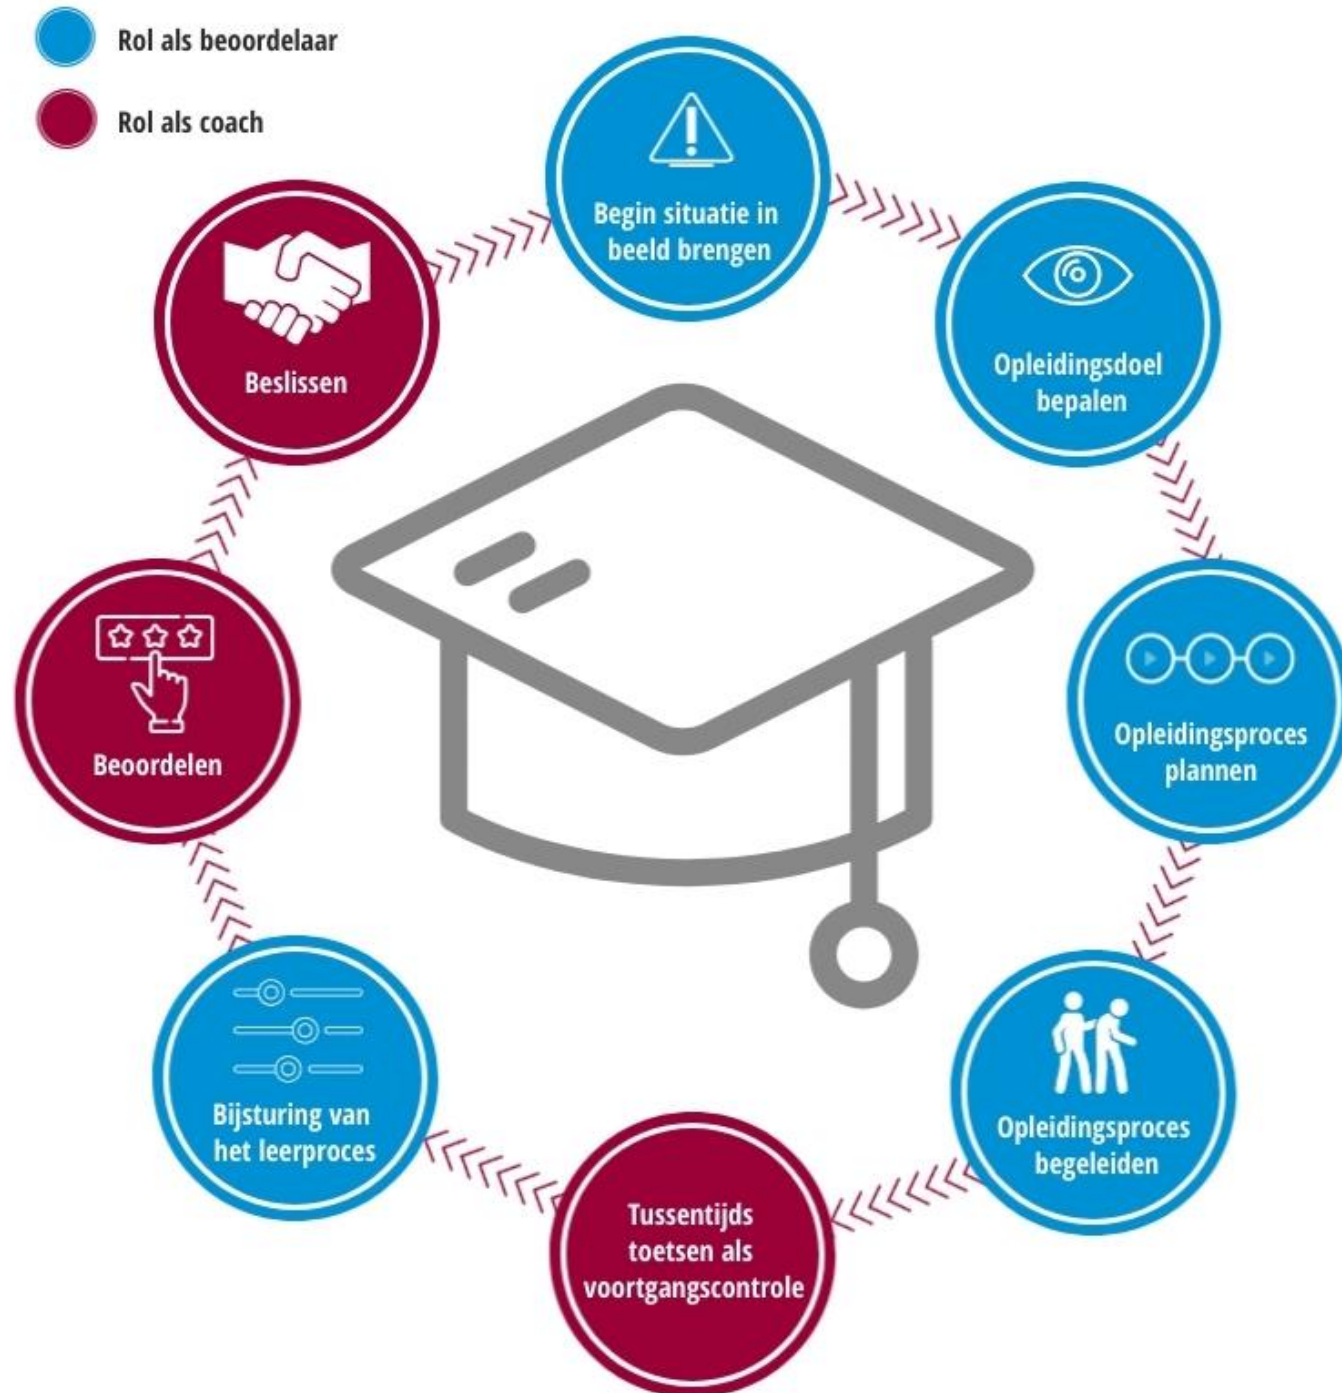 Rol als beoordelaar
Rol als coach
Begin situatie in
beeld brengen
Opleidingsdoel
bepalen
Opleidingsproces
plannen
Opleidingsproces
begeleiden
Tussentijds
toetsen als
voortgangscontrole
Bijsturing van
het leerproces
Beoordelen
Beslissen